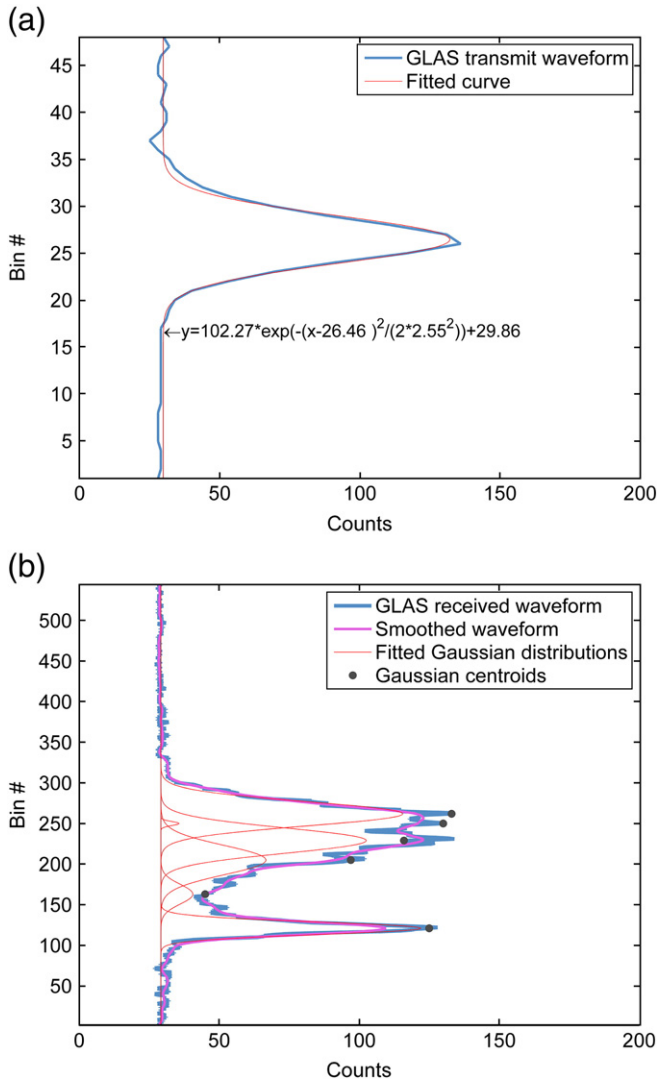 (a)
GLAS transmit waveform
Fitted curve
45
40
35
30
25
20
15
10
5
Bin #
←y=102.27*exp(-(x-26.46 )²/(2*2.55²))+29.86
0 50 100 150 200
Counts
(b)
GLAS received waveform
Smoothed waveform
Fitted Gaussian distributions
Gaussian centroids
500
450
400
350
300
250
200
150
100
50
Bin #
0 50 100 150 200
Counts